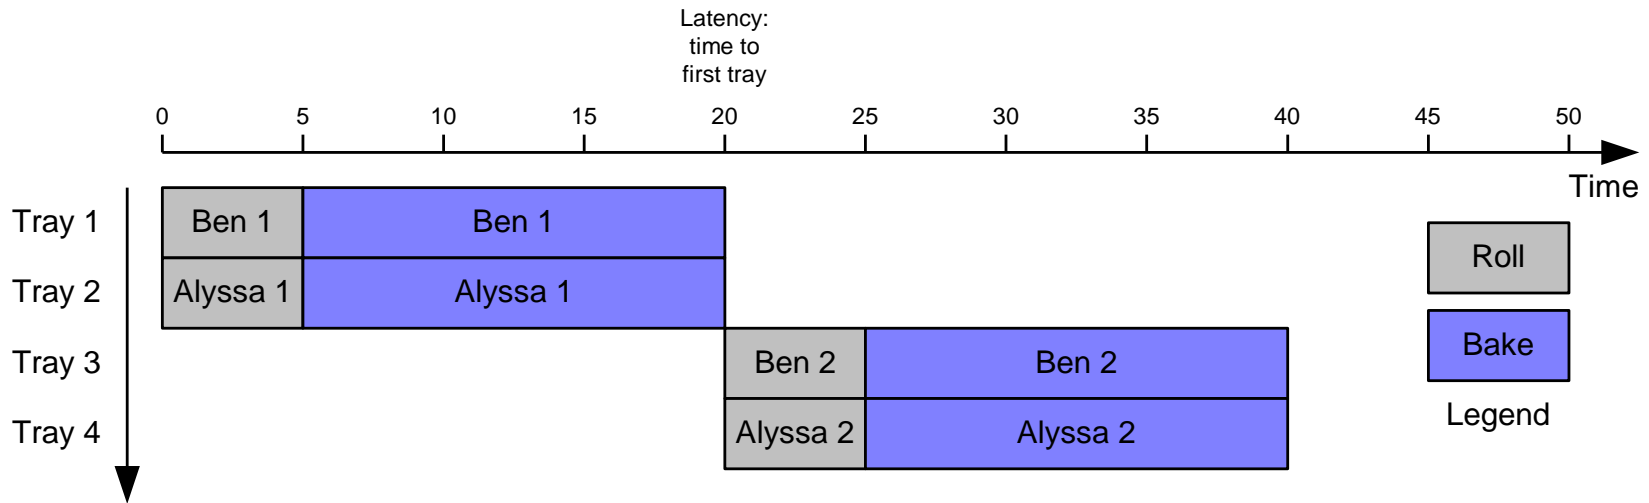 Latency:
time to
first tray
0 5 10 15 20 25 30 35 40 45 50
Time
Tray 1 Ben 1 Ben 1
Tray 2 Alyssa 1 Alyssa 1
Tray 3 Ben 2 Ben 2
Tray 4 Alyssa 2 Alyssa 2
Roll
Bake
Legend